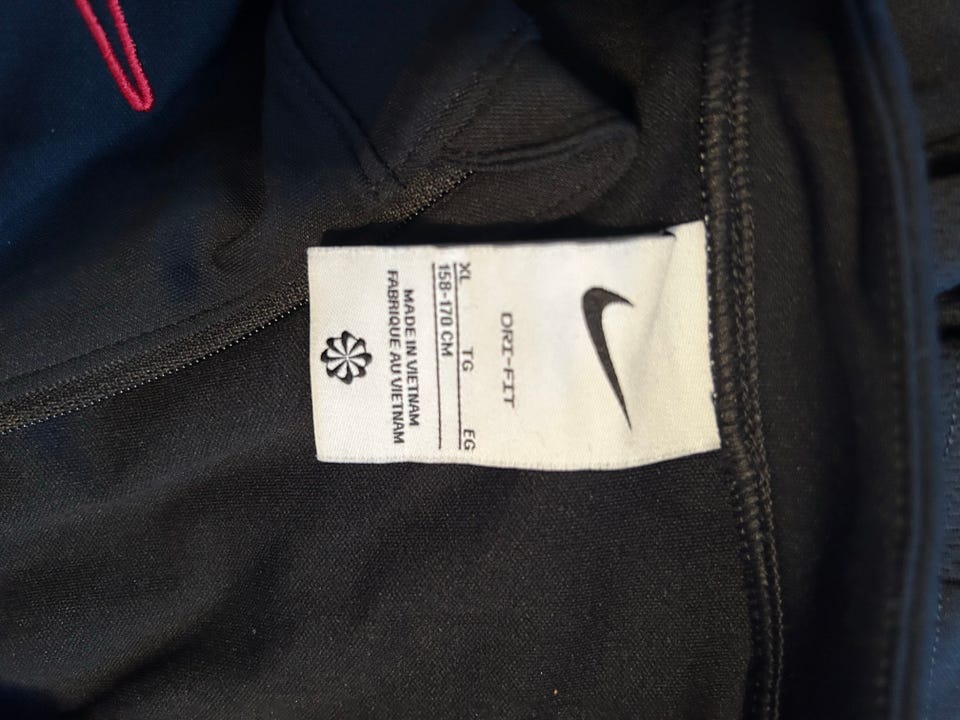 DRI-FIT
XL TG EG
158-170 CM
MADE IN VIETNAM
FABRIQUE AU VIETNAM